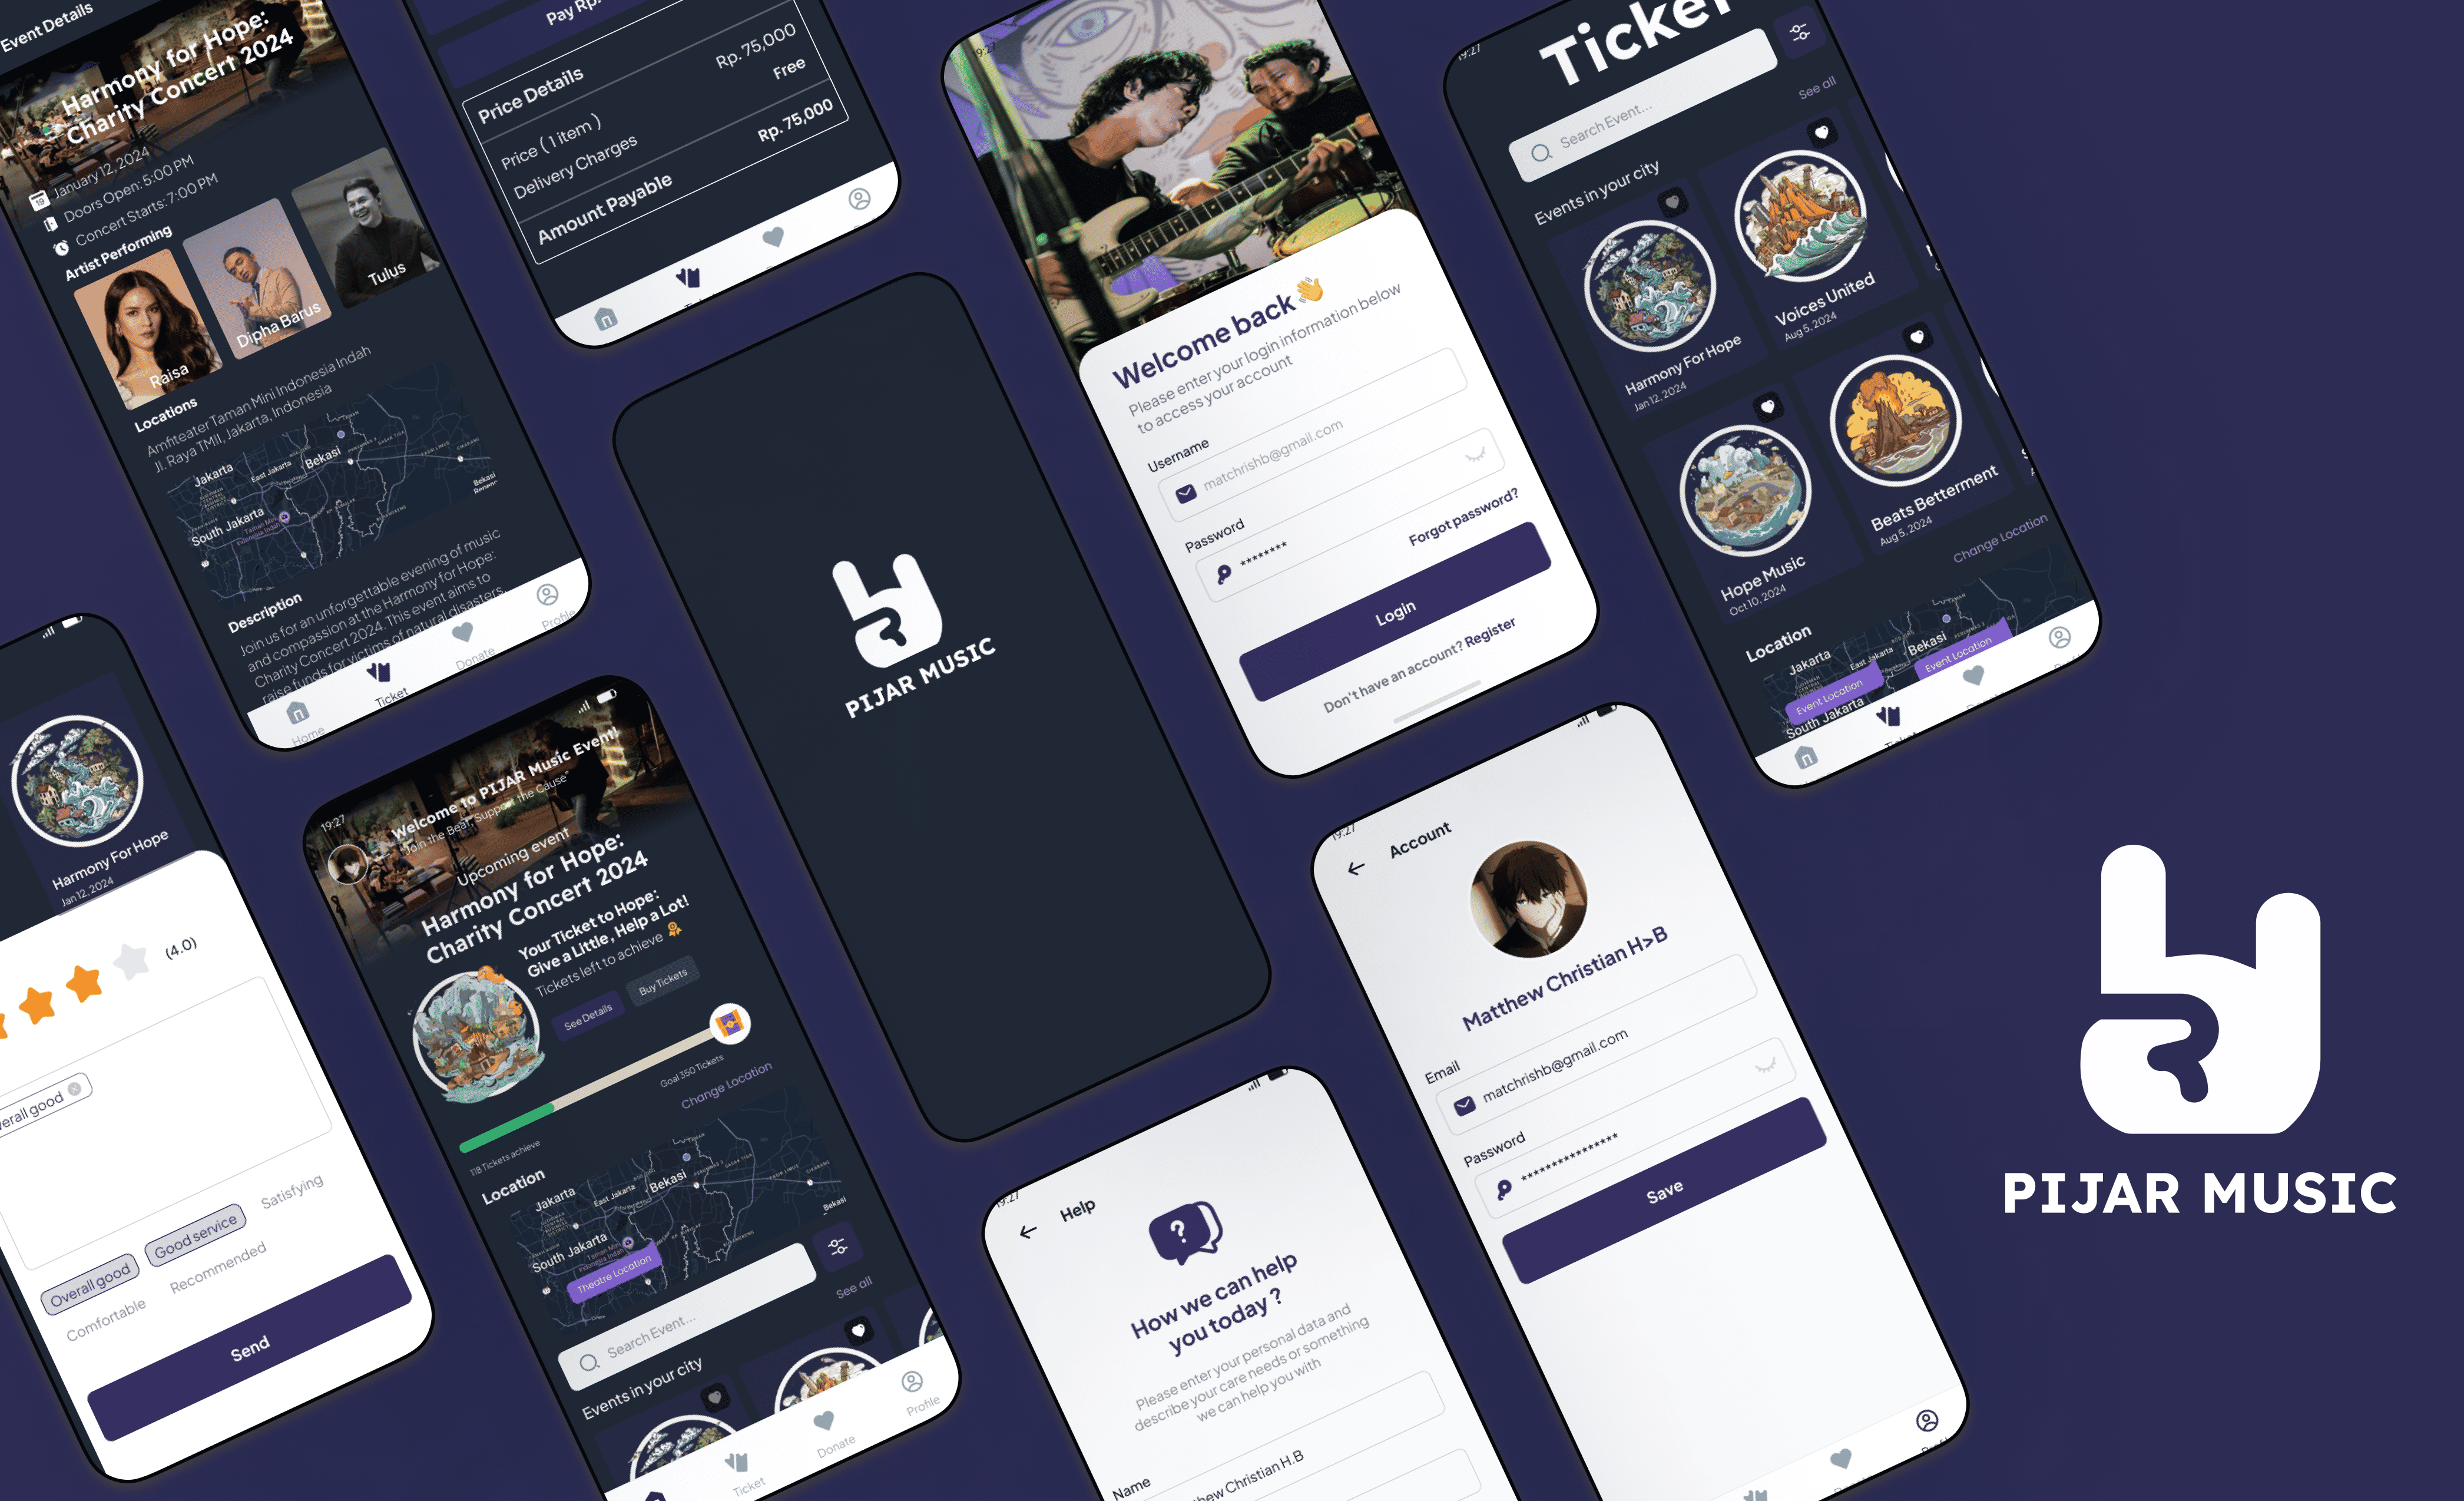 Event Details
Harmony for Hope:
Charity Concert 2024
January 12, 2024
Doors Open: 5:00 PM
Concert Starts: 7:00 PM
Artist Performing
Raisa
Dipha Barus
Tulus
Locations
Amfiteater Taman Mini Indonesia Indah
Jl. Raya TMII, Jakarta, Indonesia
Jakarta
East Jakarta
Bekasi
South Jakarta
Taman Mini
Indonesia Indah
Bekasi
Description
Join us for an unforgettable evening of music
and compassion at the Harmony for Hope:
Charity Concert 2024. This event aims to
raise funds for victims of natural disasters
Home
Ticket
Donate
Profile
Pay Rp.
Price Details
Price ( 1 item )
Rp. 75,000
Delivery Charges
Free
Amount Payable
Rp. 75,000
19:27
Welcome back 👋
Please enter your login information below
to access your account
Username
matchrishb@gmail.com
Password
********
Forgot password?
Login
Don't have an account? Register
19:27
Ticket
Search Event...
See all
Events in your city
Harmony For Hope
Jan 12, 2024
Voices United
Aug 5, 2024
Hope Music
Oct 10, 2024
Beats Betterment
Aug 5, 2024
Change Location
Location
Jakarta
East Jakarta
Bekasi
Event Location
Event Location
South Jakarta
PIJAR MUSIC
Harmony For Hope
Jan 12, 2024
(4.0)
Overall good
Good service
Satisfying
Comfortable
Recommended
Send
19:27
Welcome to PIJAR Music Event!
"Join the Beat, Support the Cause"
Upcoming event
Harmony for Hope:
Charity Concert 2024
Your Ticket to Hope:
Give a Little, Help a Lot!
Tickets left to achieve
See Details
Buy Tickets
Goal 350 Tickets
118 Tickets achieve
Change Location
Location
Jakarta
East Jakarta
Bekasi
South Jakarta
Taman Mini
Theatre Location
Bekasi
Search Event...
See all
Events in your city
Ticket
Donate
Profile
19:27
Help
?
How we can help
you today ?
Please enter your personal data and
describe your care needs or something
we can help you with
Name
hew Christian H.B
19:27
Account
Matthew Christian H>B
Email
matchrishb@gmail.com
Password
****************
Save
PIJAR MUSIC